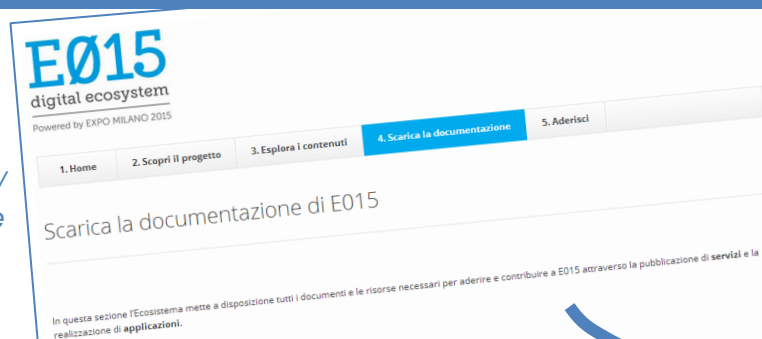 EØ15
digital ecosystem
Powered by EXPO MILANO 2015
1. Home 2. Scopri il progetto 3. Esplora i contenuti 4. Scarica la documentazione 5. Aderisci
Scarica la documentazione di E015
In questa sezione l'Ecosistema mette a disposizione tutti i documenti e le risorse necessari per aderire e contribuire a E015 attraverso la pubblicazione di servizi e la
realizzazione di applicazioni.
/
e